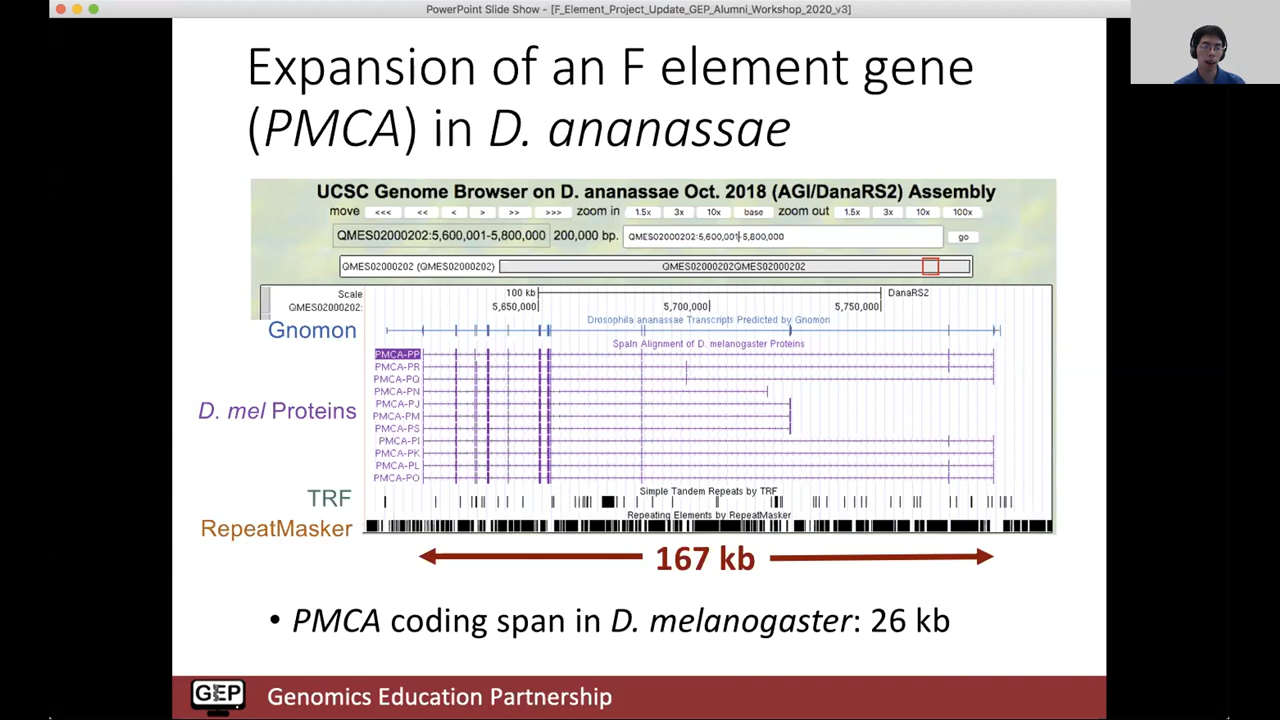 PowerPoint Slide Show - [F_Element_Project_Update_GEP_Alumni_Workshop_2020_v3]
Expansion of an F element gene
(PMCA) in D. ananassae
UCSC Genome Browser on D. ananassae Oct. 2018 (AGI/DanaRS2) Assembly
move <<< << < > >> >>> zoom in 1.5x 3x 10x base zoom out 1.5x 3x 10x 100x
QMES02000202:5,600,001-5,800,000 200,000 bp. QMES02000202:5,600,001-5,800,000 go
QMES02000202 (QMES02000202) QMES02000202QMES02000202
Scale 100 kb DanaRS2
QMES02000202: 5,650,000 5,700,000 5,750,000
Drosophila ananassae Transcripts Predicted by Gnomon
Gnomon
Spaln Alignment of D. melanogaster Proteins
PMCA-PP
PMCA-PR
PMCA-PQ
PMCA-PN
PMCA-PJ
D. mel Proteins
PMCA-PM
PMCA-PS
PMCA-PI
PMCA-PK
PMCA-PL
PMCA-PO
Simple Tandem Repeats by TRF
TRF
Repeating Elements by RepeatMasker
RepeatMasker
167 kb
• PMCA coding span in D. melanogaster: 26 kb
GEP Genomics Education Partnership